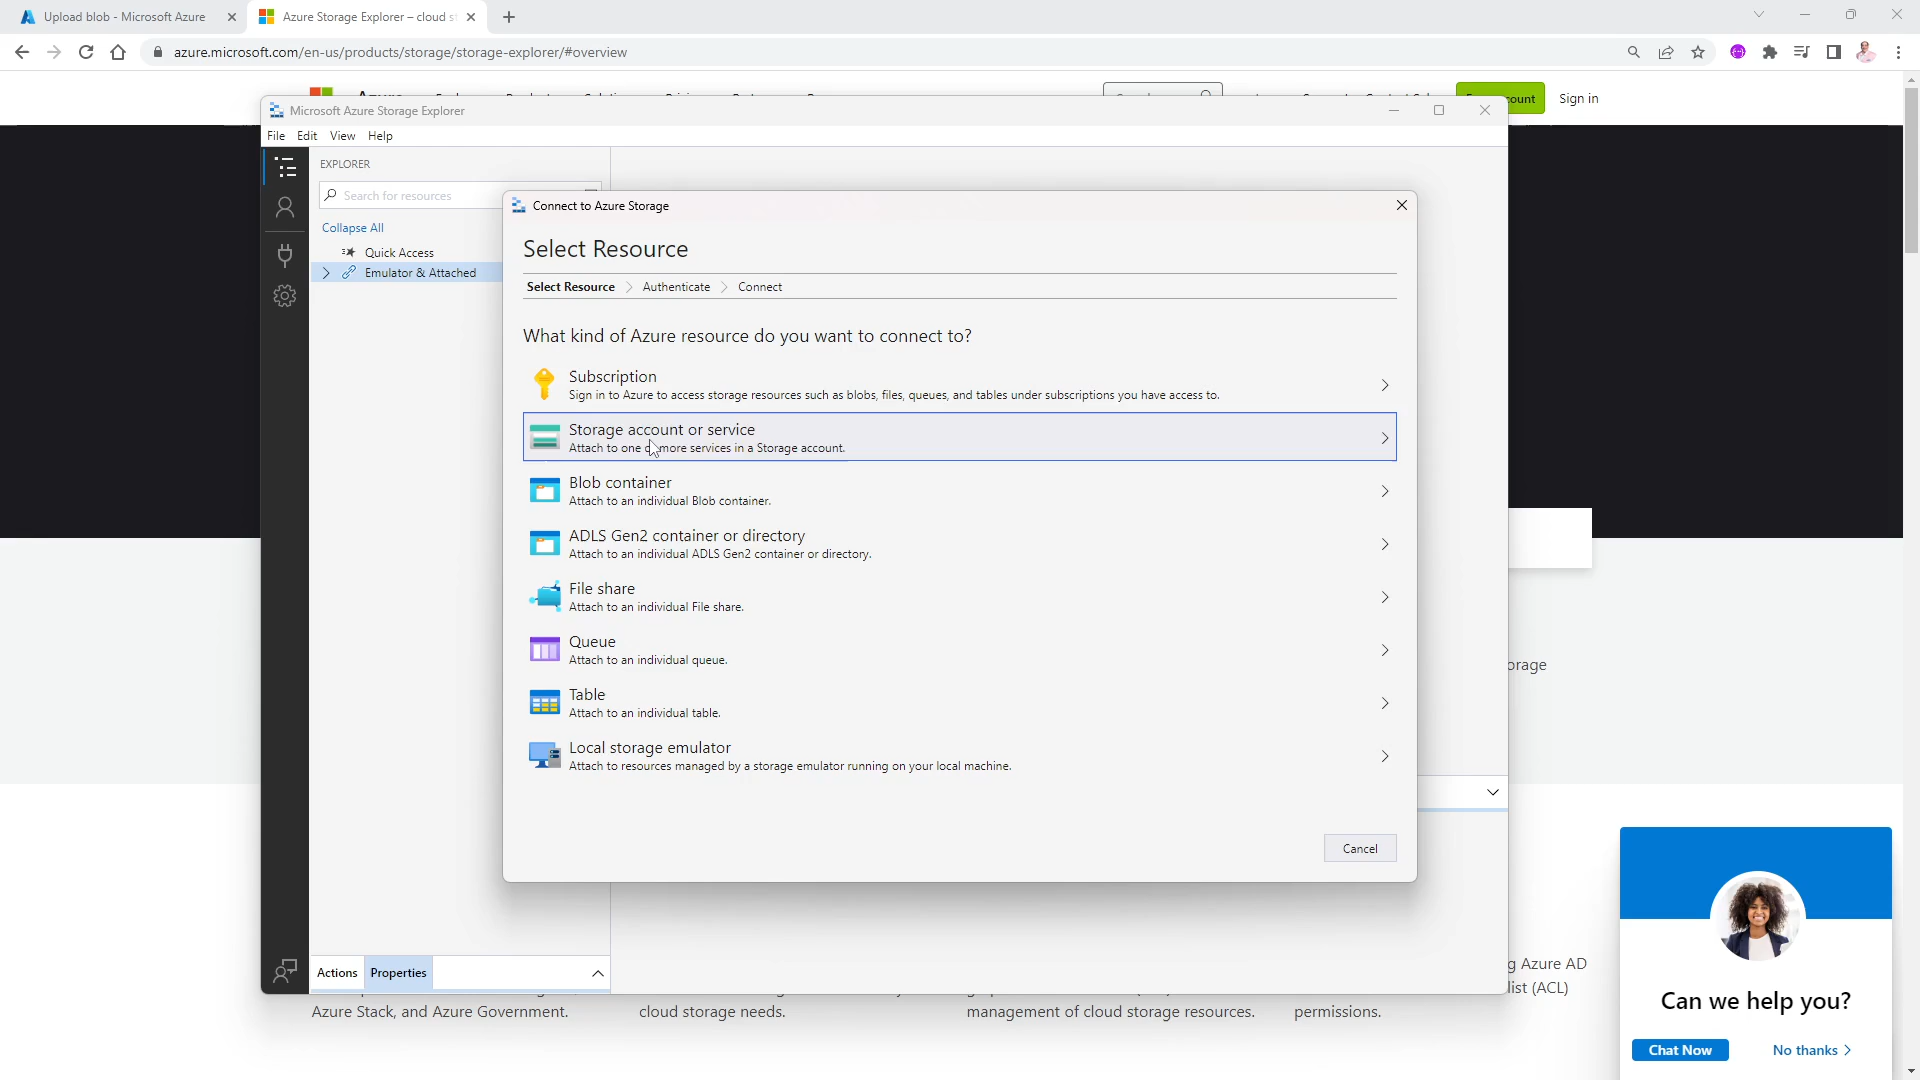 Upload blob - Microsoft Azure
Azure Storage Explorer – cloud s
azure.microsoft.com/en-us/products/storage/storage-explorer/#overview
Sign in
Microsoft Azure Storage Explorer
File Edit View Help
EXPLORER
Search for resources
Collapse All
Quick Access
Emulator & Attached
Connect to Azure Storage
Select Resource
Select Resource > Authenticate > Connect
What kind of Azure resource do you want to connect to?
Subscription
Sign in to Azure to access storage resources such as blobs, files, queues, and tables under subscriptions you have access to.
Storage account or service
Attach to one or more services in a Storage account.
Blob container
Attach to an individual Blob container.
ADLS Gen2 container or directory
Attach to an individual ADLS Gen2 container or directory.
File share
Attach to an individual File share.
Queue
Attach to an individual queue.
Table
Attach to an individual table.
Local storage emulator
Attach to resources managed by a storage emulator running on your local machine.
Cancel
orage
Actions Properties
g Azure AD
list (ACL)
Azure Stack, and Azure Government.
cloud storage needs.
management of cloud storage resources.
permissions.
Can we help you?
Chat Now
No thanks >